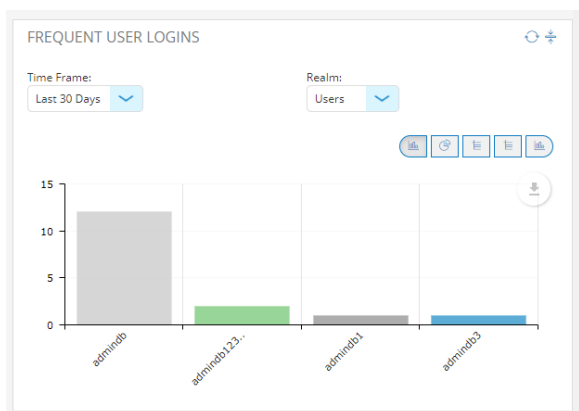 FREQUENT USER LOGINS
Time Frame:
Realm:
Last 30 Days
Users
15
10
5
0
admindb
admindb123..
admindb1
admindb3